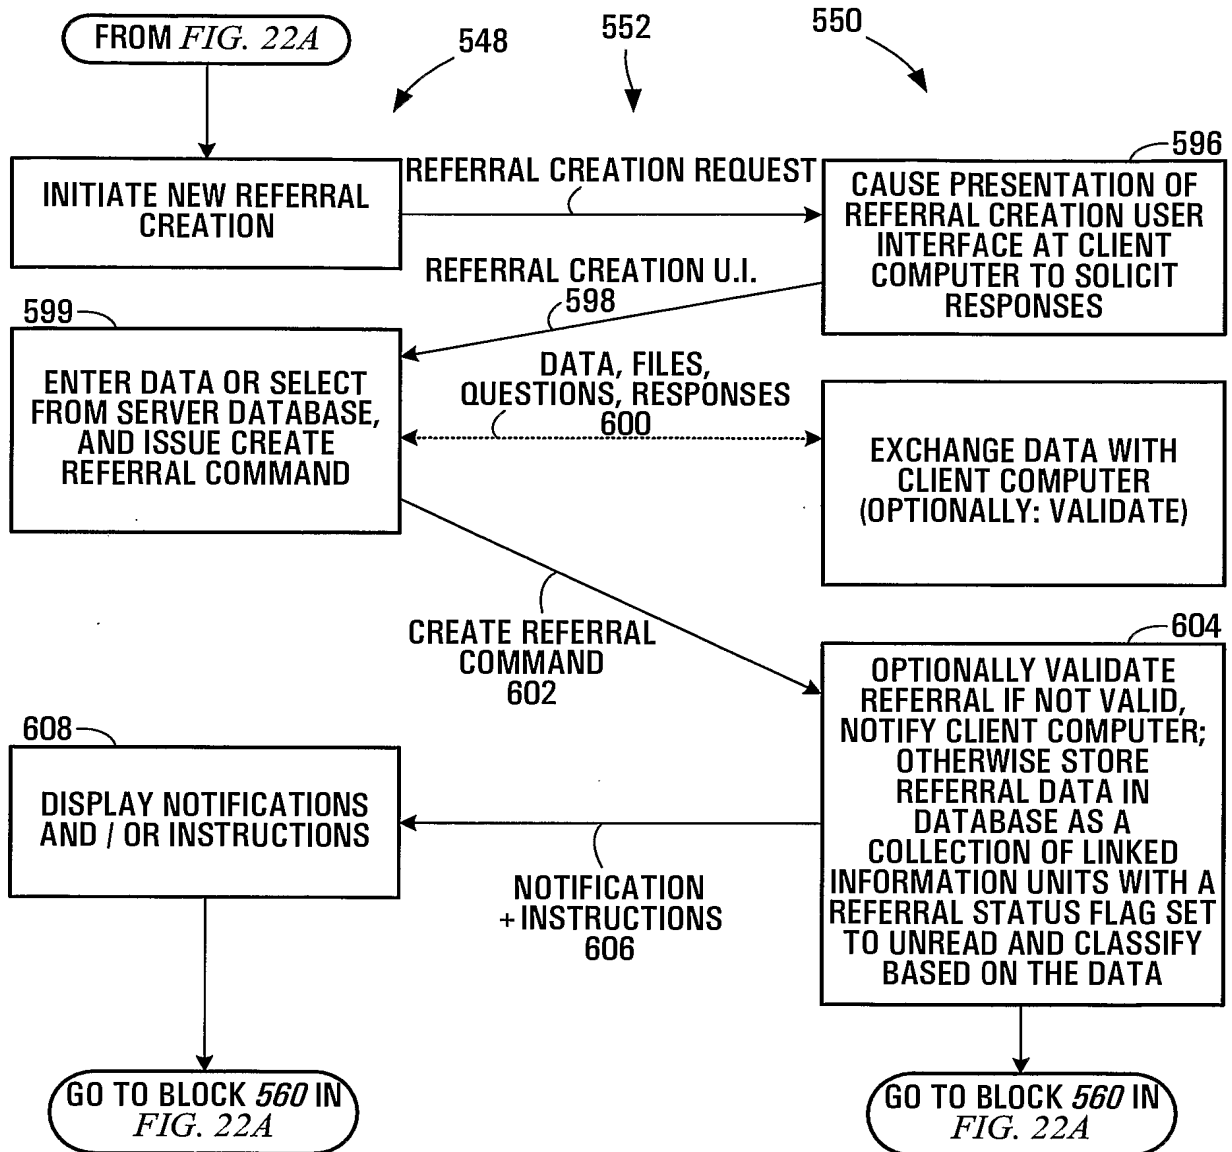 FROM FIG. 22A
548
552
550
INITIATE NEW REFERRAL
CREATION
REFERRAL CREATION REQUEST
596
CAUSE PRESENTATION OF
REFERRAL CREATION USER
INTERFACE AT CLIENT
COMPUTER TO SOLICIT
RESPONSES
REFERRAL CREATION U.I.
598
599
ENTER DATA OR SELECT
FROM SERVER DATABASE,
AND ISSUE CREATE
REFERRAL COMMAND
DATA, FILES,
QUESTIONS, RESPONSES
600
EXCHANGE DATA WITH
CLIENT COMPUTER
(OPTIONALLY: VALIDATE)
CREATE REFERRAL
COMMAND
602
604
OPTIONALLY VALIDATE
REFERRAL IF NOT VALID,
NOTIFY CLIENT COMPUTER;
OTHERWISE STORE
REFERRAL DATA IN
DATABASE AS A
COLLECTION OF LINKED
INFORMATION UNITS WITH A
REFERRAL STATUS FLAG SET
TO UNREAD AND CLASSIFY
BASED ON THE DATA
608
DISPLAY NOTIFICATIONS
AND / OR INSTRUCTIONS
NOTIFICATION
+ INSTRUCTIONS
606
GO TO BLOCK 560 IN
FIG. 22A
GO TO BLOCK 560 IN
FIG. 22A